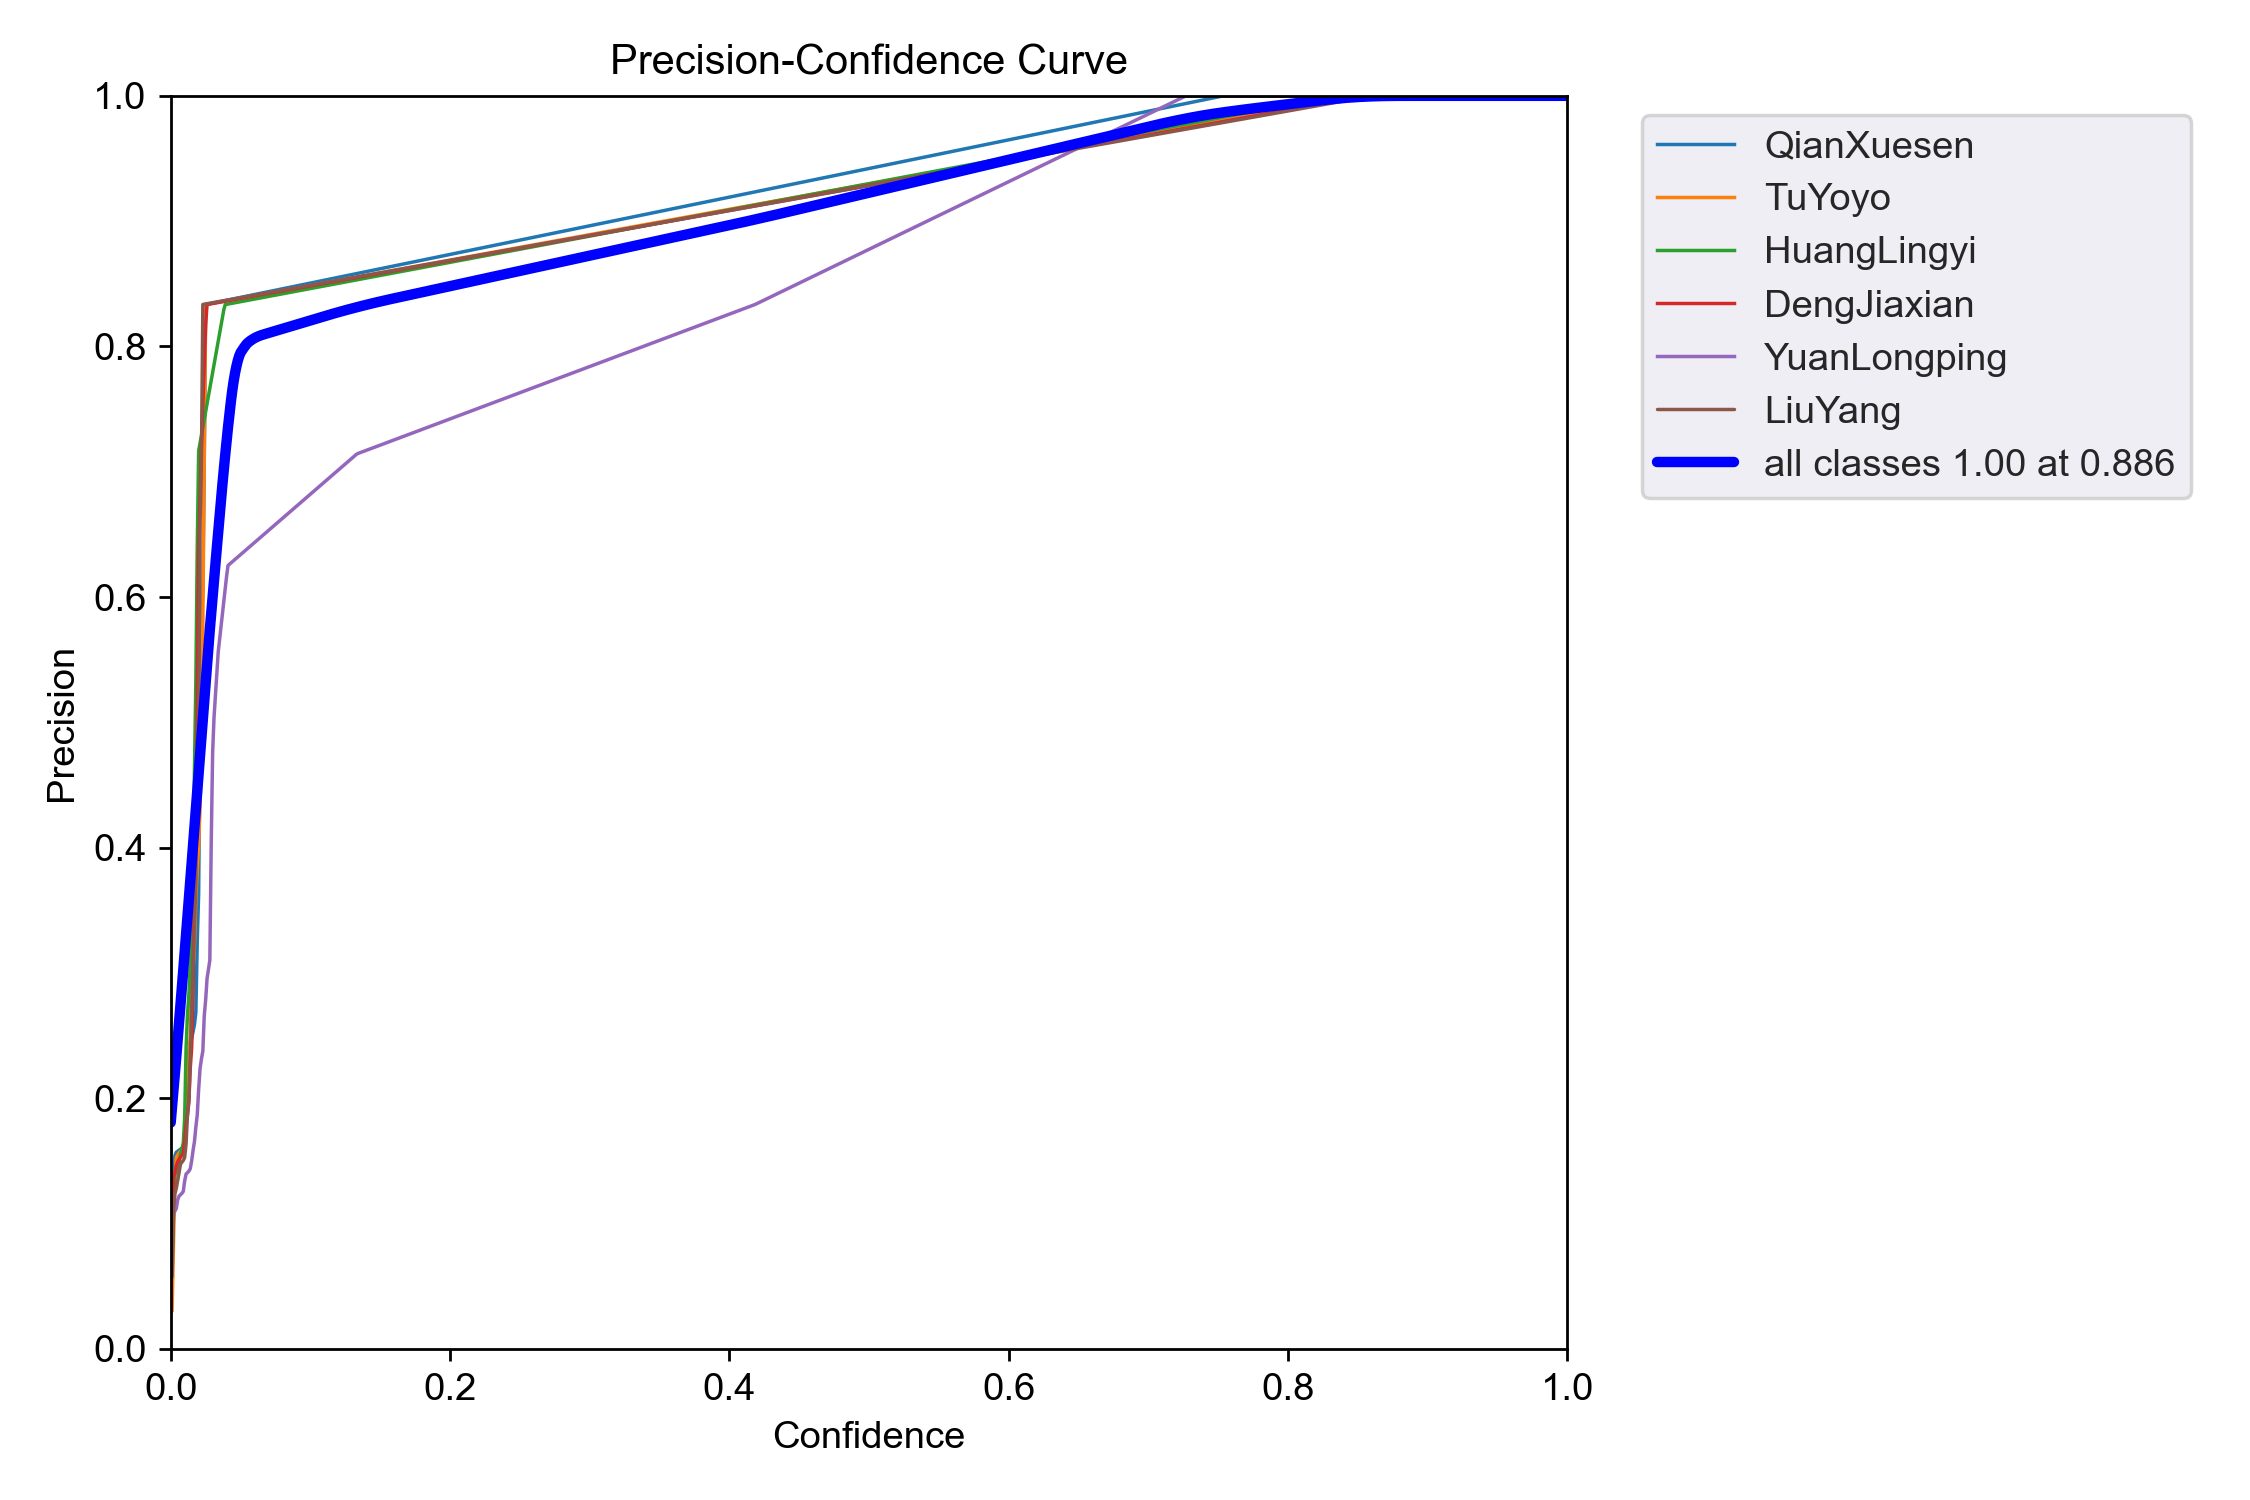 Precision-Confidence Curve
1.0
0.8
0.6
0.4
0.2
0.0
Precision
0.0 0.2 0.4 0.6 0.8 1.0
Confidence
QianXuesen
TuYoyo
HuangLingyi
DengJiaxian
YuanLongping
LiuYang
all classes 1.00 at 0.886